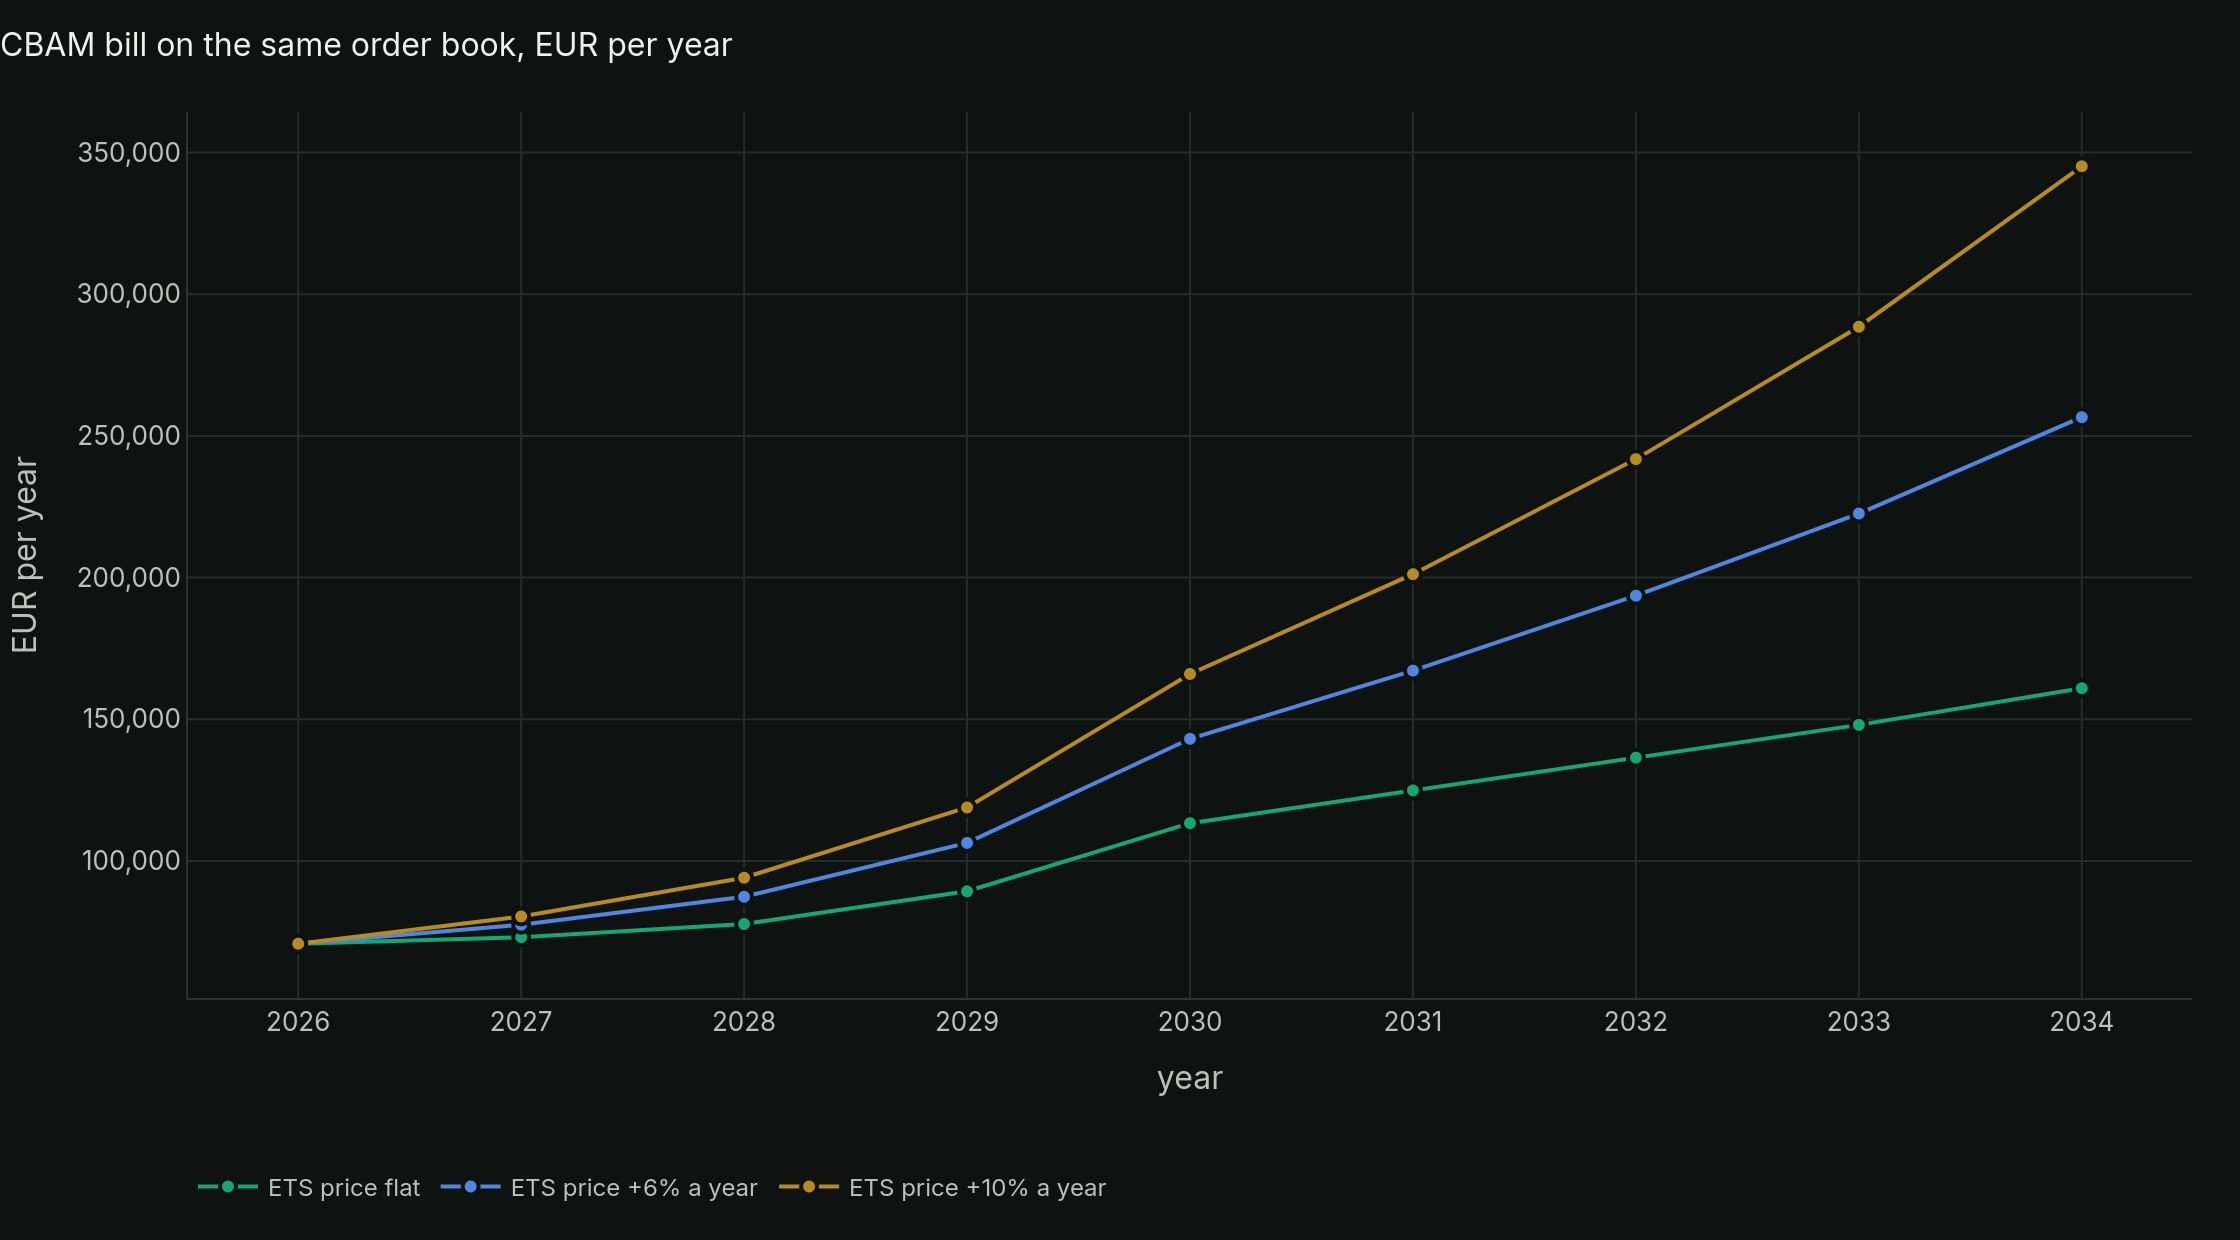 CBAM bill on the same order book, EUR per year
EUR per year
350,000
300,000
250,000
200,000
150,000
100,000
2026 2027 2028 2029 2030 2031 2032 2033 2034
year
ETS price flat ETS price +6% a year ETS price +10% a year